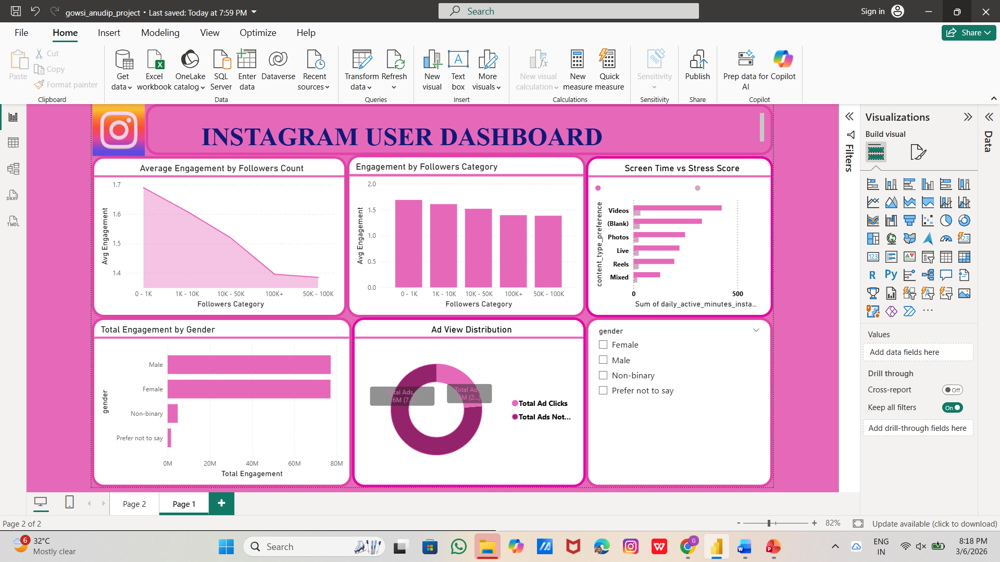 gowsi_anudip_project • Last saved: Today at 7:59 PM
Search
Sign in
File
Home
Insert
Modeling
View
Optimize
Help
Share
Paste
Cut
Copy
Format painter
Clipboard
Get data
Excel workbook
OneLake catalog
SQL Server
Enter data
Dataverse
Recent sources
Data
Transform data
Refresh
Queries
New visual
Text box
More visuals
Insert
New visual calculation
New measure
Quick measure
Calculations
Sensitivity
Sensitivity
Publish
Share
Prep data for AI
Copilot
Copilot
INSTAGRAM USER DASHBOARD
Average Engagement by Followers Count
Avg Engagement
1.7
1.6
1.5
1.4
0 - 1K
1K - 10K
10K - 50K
100K+
50K - 100K
Followers Category
Engagement by Followers Category
Avg Engagement
2.0
1.5
1.0
0.5
0.0
0 - 1K
1K - 10K
10K - 50K
100K+
50K - 100K
Followers Category
Screen Time vs Stress Score
content_type_preference
Videos
(Blank)
Photos
Live
Reels
Mixed
0
500
Sum of daily_active_minutes_insta...
Total Engagement by Gender
gender
Male
Female
Non-binary
Prefer not to say
0M
20M
40M
60M
80M
Total Engagement
Ad View Distribution
Total Ad ...
Total Ad Clicks
Total Ads Not...
gender
Female
Male
Non-binary
Prefer not to say
Filters
Visualizations
Build visual
Data
123
123
R
Py
Values
Add data fields here
Drill through
Cross-report
Off
Keep all filters
On
Add drill-through fields here
DAX
TMDL
Page 2
Page 1
Page 2 of 2
- + 82%
Update available (click to download)
6
32°C
Mostly clear
Search
G
W
P
ENG
IN
8:18 PM
3/6/2026